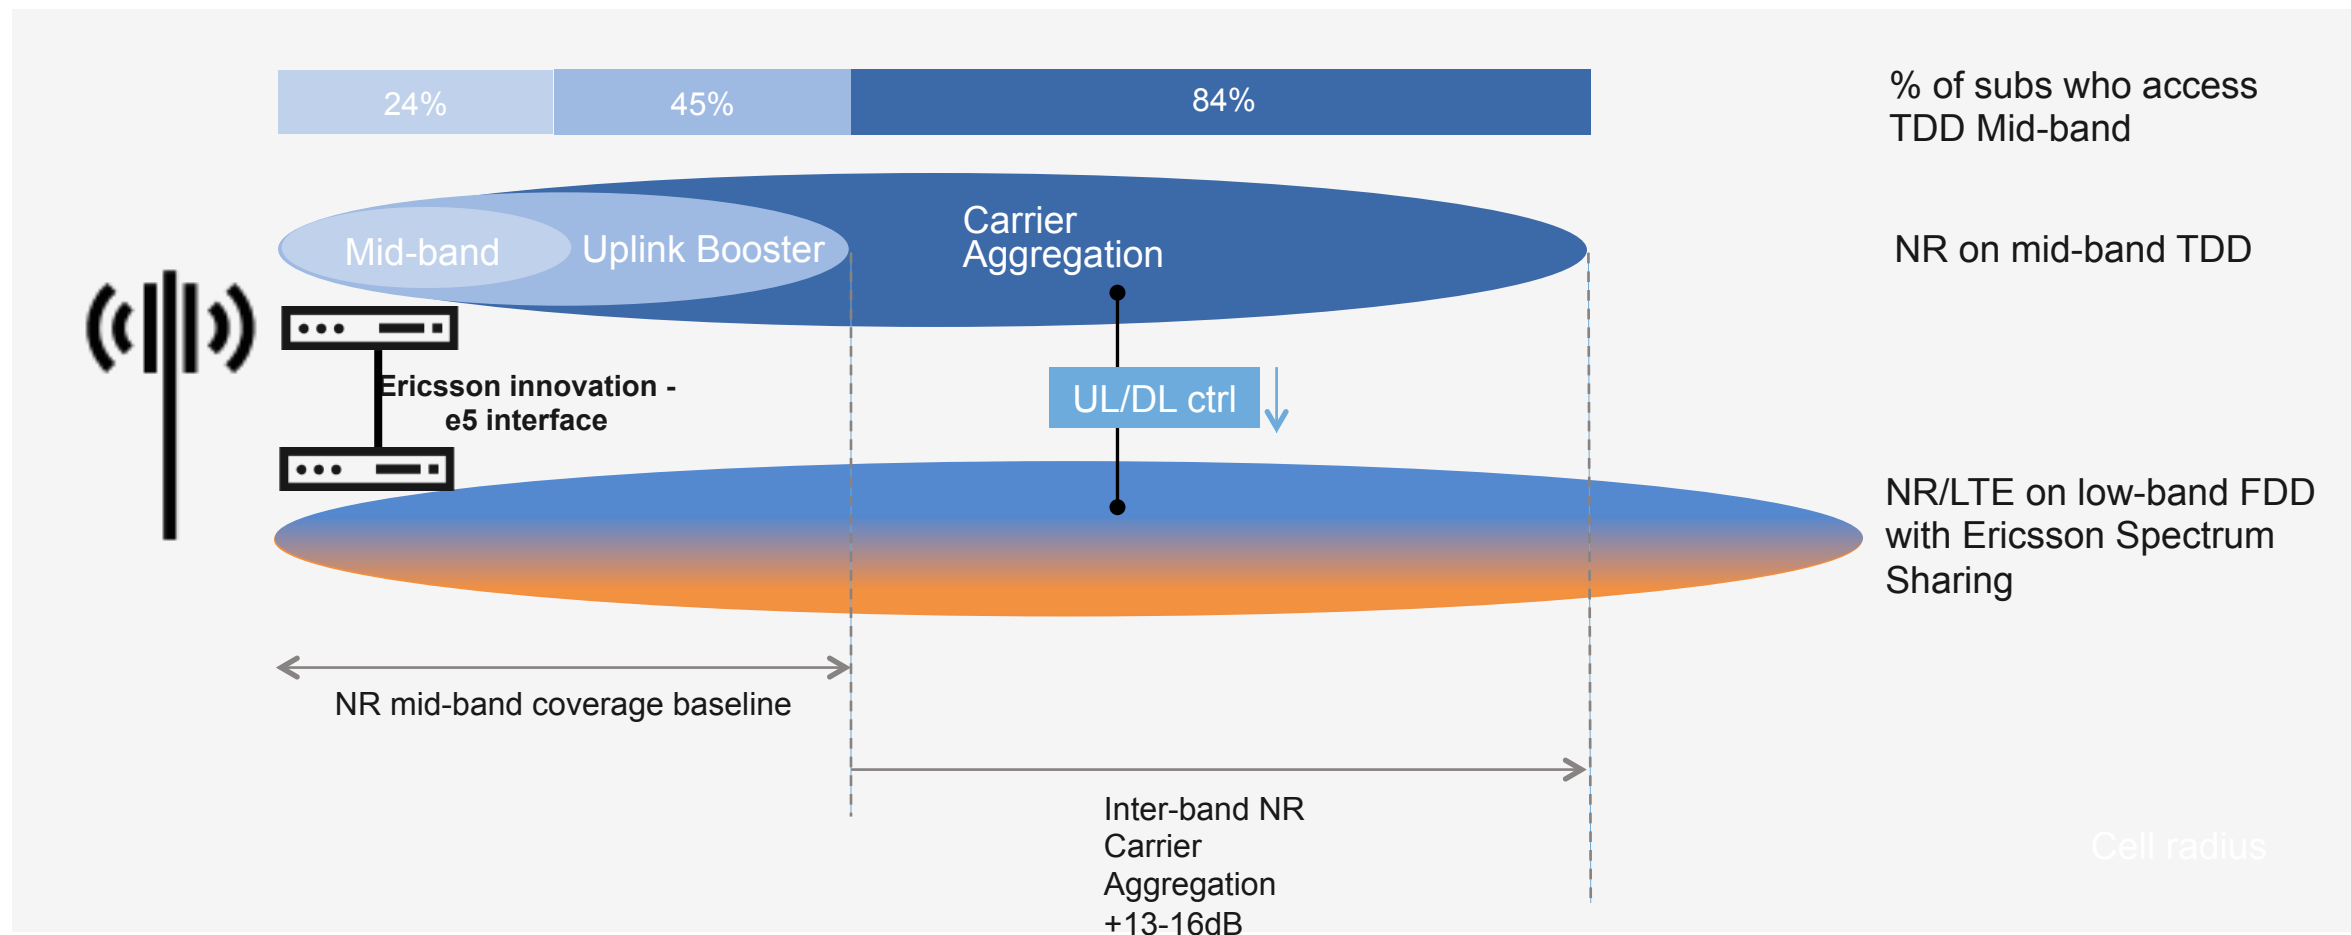 24%
45%
84%
% of subs who access
TDD Mid-band
Mid-band
Uplink Booster
Carrier
Aggregation
NR on mid-band TDD
Ericsson innovation -
e5 interface
UL/DL ctrl
NR/LTE on low-band FDD
with Ericsson Spectrum
Sharing
NR mid-band coverage baseline
Inter-band NR
Carrier
Aggregation
+13-16dB
Cell radius